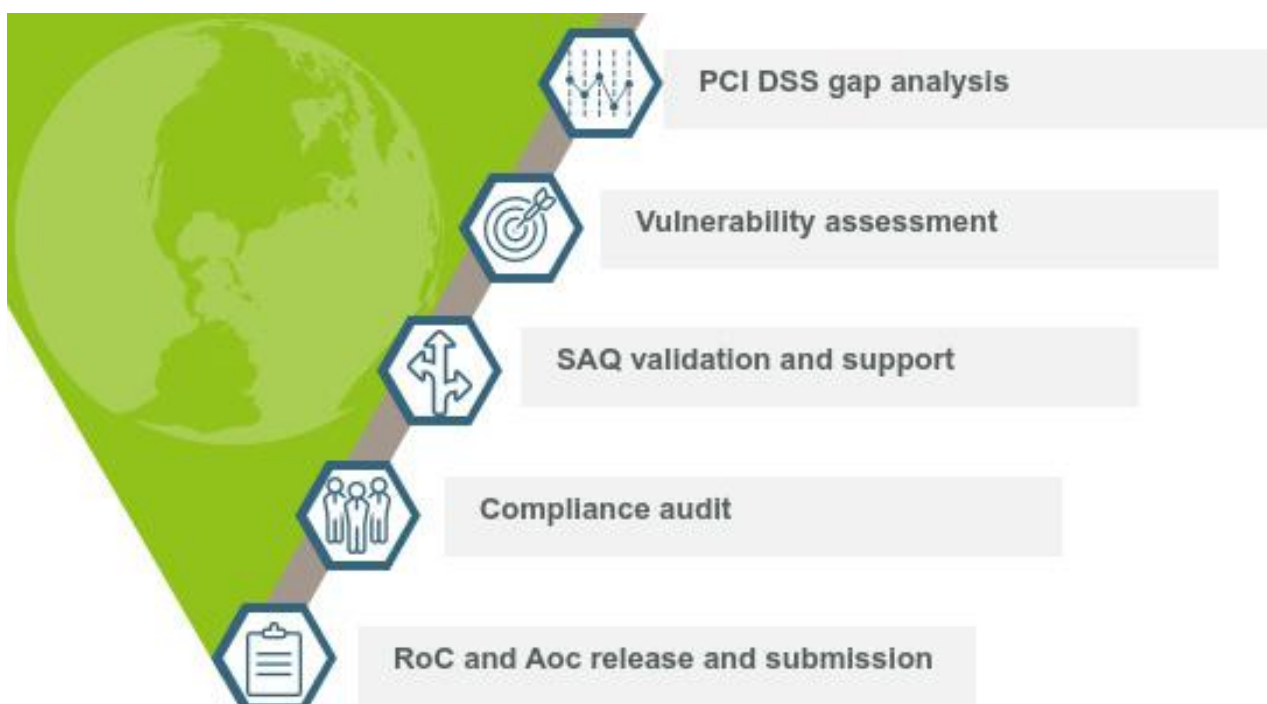 PCI DSS gap analysis
Vulnerability assessment
SAQ validation and support
Compliance audit
RoC and Aoc release and submission